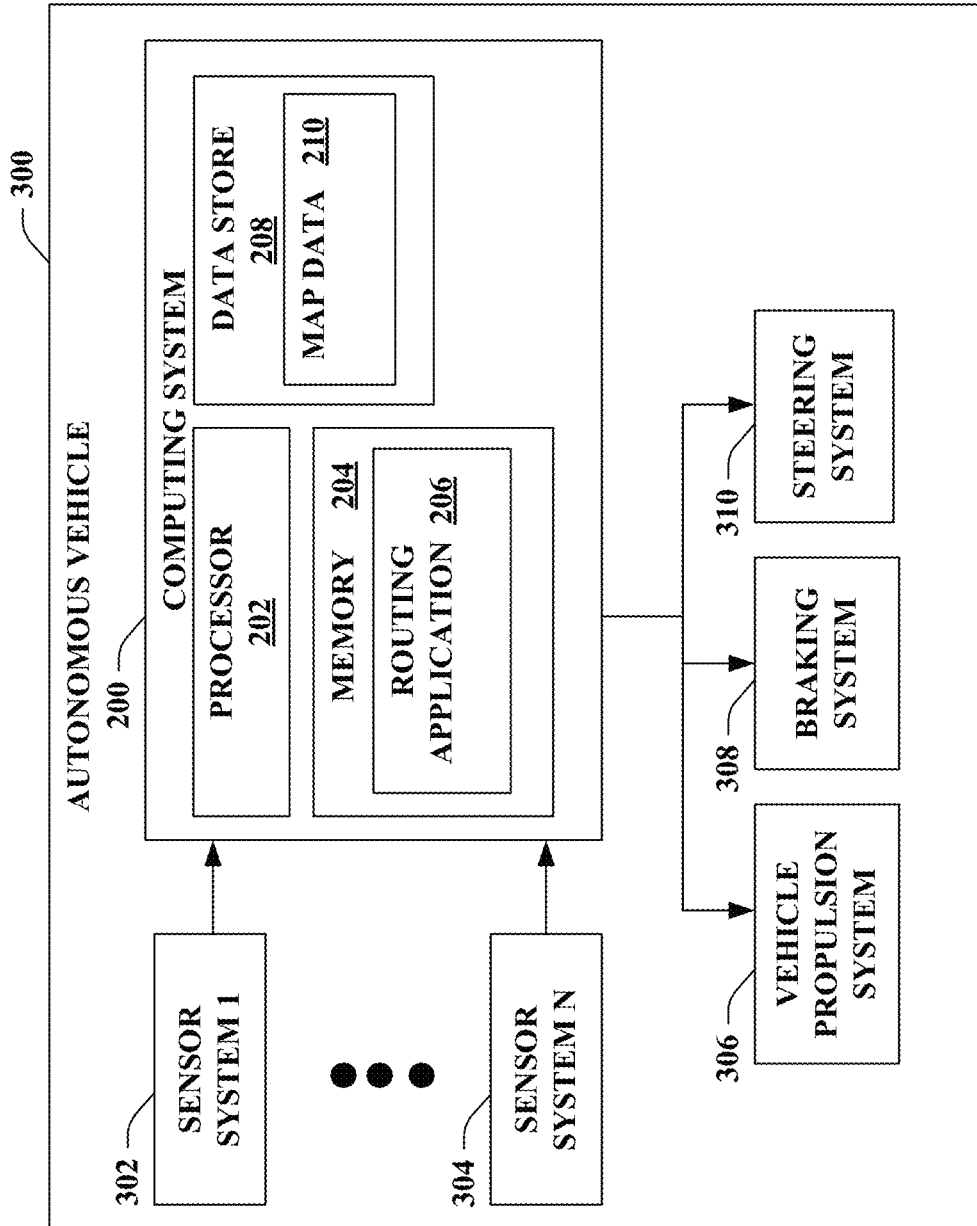 300
AUTONOMOUS VEHICLE
200
COMPUTING SYSTEM
PROCESSOR
202
DATA STORE
208
MAP DATA 210
MEMORY 204
ROUTING
APPLICATION 206
302
SENSOR
SYSTEM 1
304
SENSOR
SYSTEM N
306
VEHICLE
PROPULSION
SYSTEM
308
BRAKING
SYSTEM
310
STEERING
SYSTEM